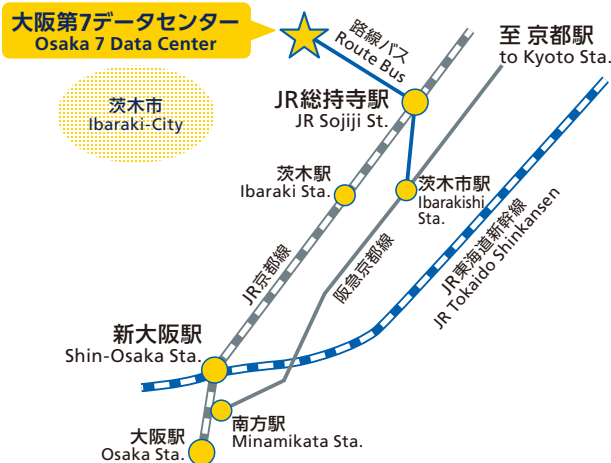 大阪第7データセンター
Osaka 7 Data Center
路線バス
Route Bus
至 京都駅
to Kyoto Sta.
茨木市
Ibaraki-City
JR総持寺駅
JR Sojiji St.
茨木駅
Ibaraki Sta.
茨木市駅
Ibarakishi
Sta.
JR京都線
阪急京都線
JR東海道新幹線
JR Tokaido Shinkansen
新大阪駅
Shin-Osaka Sta.
南方駅
Minamikata Sta.
大阪駅
Osaka Sta.